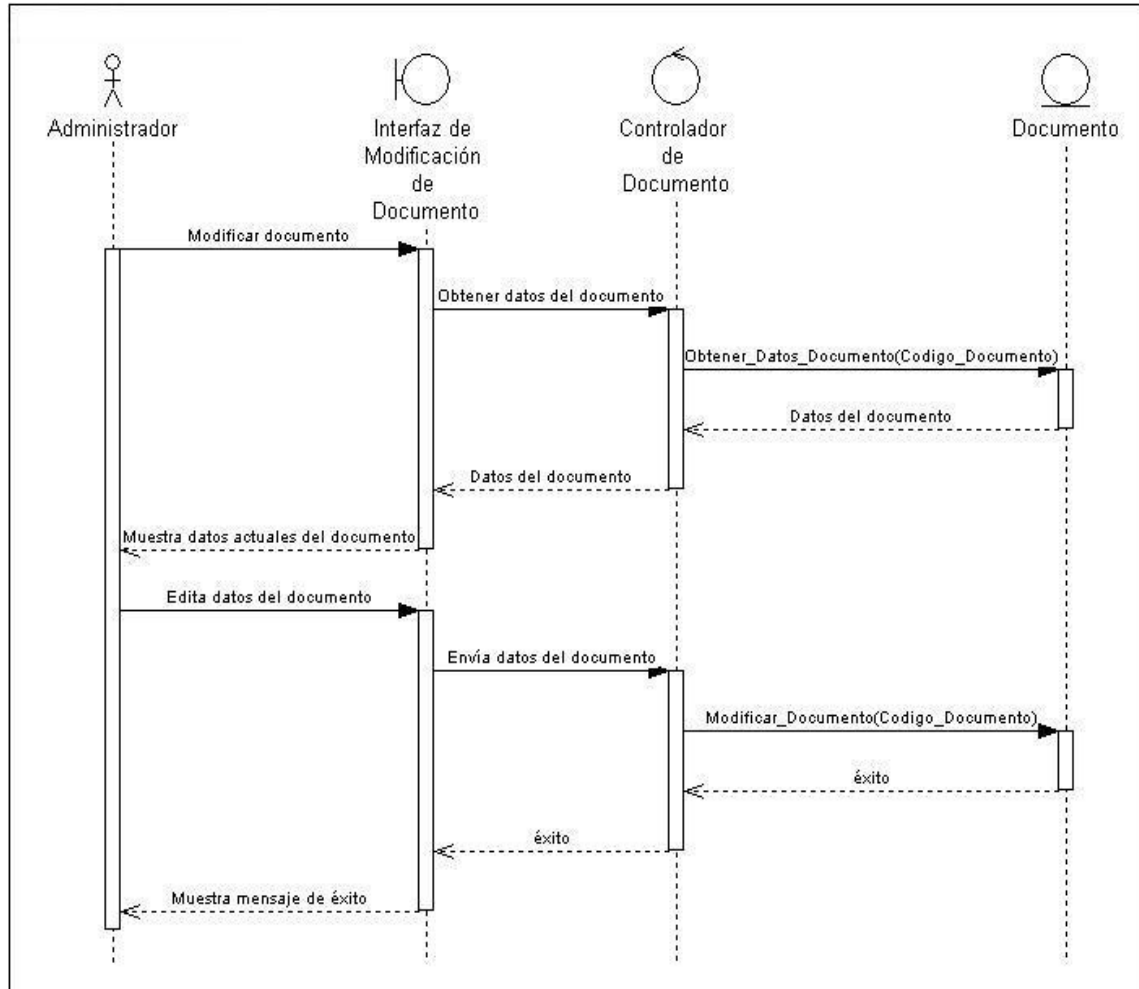 Administrador
Interfaz de
Modificación
de
Documento
Controlador
de
Documento
Documento
Modificar documento
Obtener datos del documento
Obtener_Datos_Documento(Codigo_Documento)
Datos del documento
Datos del documento
Muestra datos actuales del documento
Edita datos del documento
Envía datos del documento
Modificar_Documento(Codigo_Documento)
éxito
éxito
Muestra mensaje de éxito